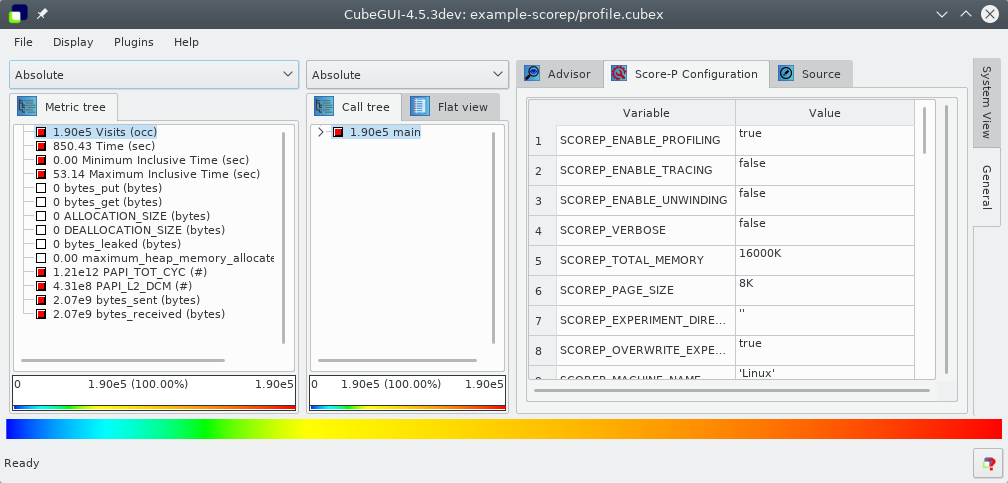 CubeGUI-4.5.3dev: example-scorep/profile.cubex
File Display Plugins Help
Absolute
Metric tree
1.90e5 Visits (occ)
850.43 Time (sec)
0.00 Minimum Inclusive Time (sec)
53.14 Maximum Inclusive Time (sec)
0 bytes_put (bytes)
0 bytes_get (bytes)
0 ALLOCATION_SIZE (bytes)
0 DEALLOCATION_SIZE (bytes)
0 bytes_leaked (bytes)
0.00 maximum_heap_memory_allocate
1.21e12 PAPI_TOT_CYC (#)
4.31e8 PAPI_L2_DCM (#)
2.07e9 bytes_sent (bytes)
2.07e9 bytes_received (bytes)
0 1.90e5 (100.00%) 1.90e5
Absolute
Call tree Flat view
1.90e5 main
0 1.90e5 (100.00%) 1.90e5
Advisor Score-P Configuration Source
Variable Value
1 SCOREP_ENABLE_PROFILING true
2 SCOREP_ENABLE_TRACING false
3 SCOREP_ENABLE_UNWINDING false
4 SCOREP_VERBOSE false
5 SCOREP_TOTAL_MEMORY 16000K
6 SCOREP_PAGE_SIZE 8K
7 SCOREP_EXPERIMENT_DIRE... ''
8 SCOREP_OVERWRITE_EXPE... true
9 SCOREP_MACHINE_NAME 'Linux'
System View
General
Ready